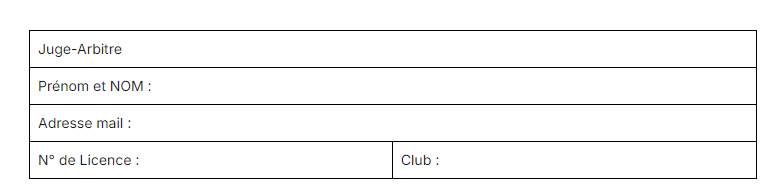 Juge-Arbitre
Prénom et NOM :
Adresse mail :
N° de Licence :
Club :